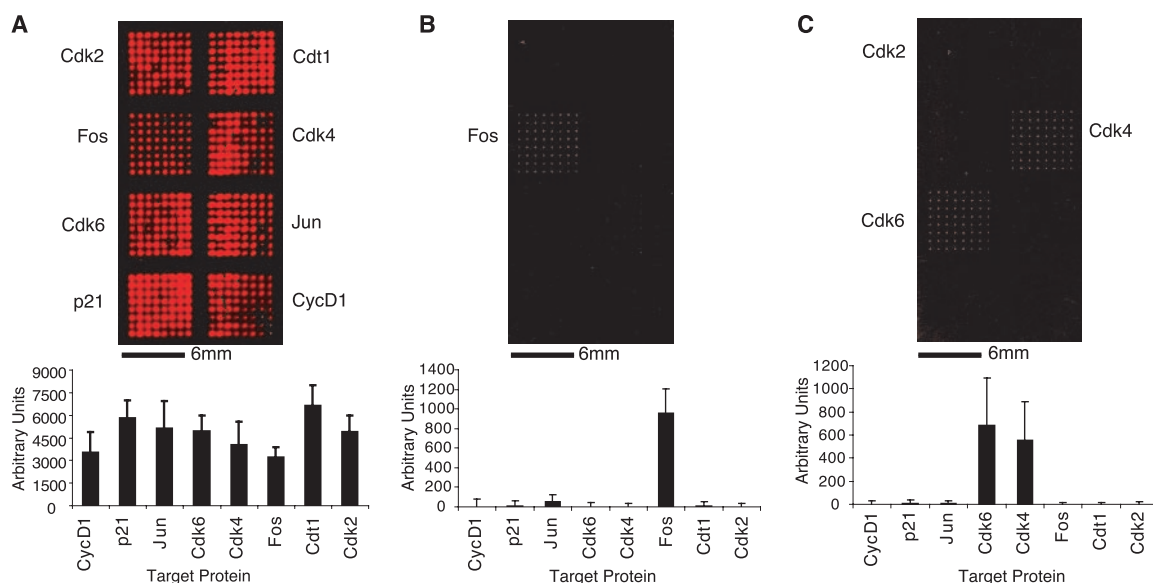 A
Cdk2
Cdt1
Fos
Cdk4
Cdk6
Jun
p21
CycD1
6mm
9000
7500
6000
4500
3000
1500
0
Arbitrary Units
CycD1
p21
Jun
Cdk6
Cdk4
Fos
Cdt1
Cdk2
Target Protein
B
Fos
6mm
1400
1200
1000
800
600
400
200
0
Arbitrary Units
CycD1
p21
Jun
Cdk6
Cdk4
Fos
Cdt1
Cdk2
Target Protein
C
Cdk2
Cdk4
Cdk6
6mm
1200
1000
800
600
400
200
0
Arbitrary Units
CycD1
p21
Jun
Cdk6
Cdk4
Fos
Cdt1
Cdk2
Target Protein